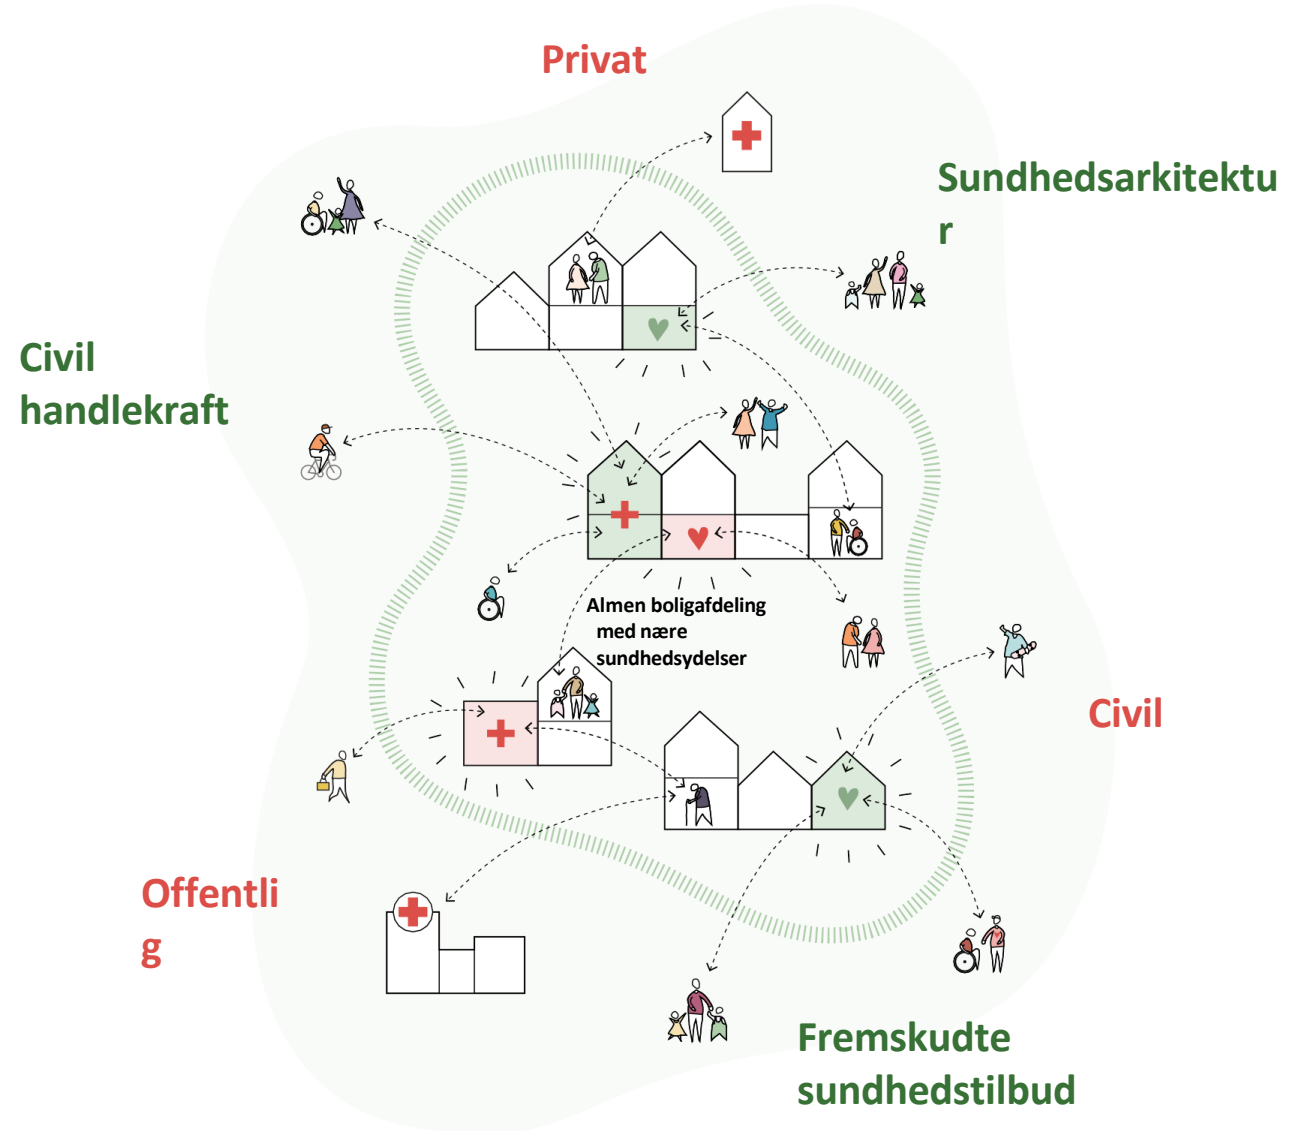 Privat
Sundhedsarkitektu
r
Civil
handlekraft
Almen boligafdeling
med nære
sundhedsydelser
Civil
Offentli
g
Fremskudte
sundhedstilbud